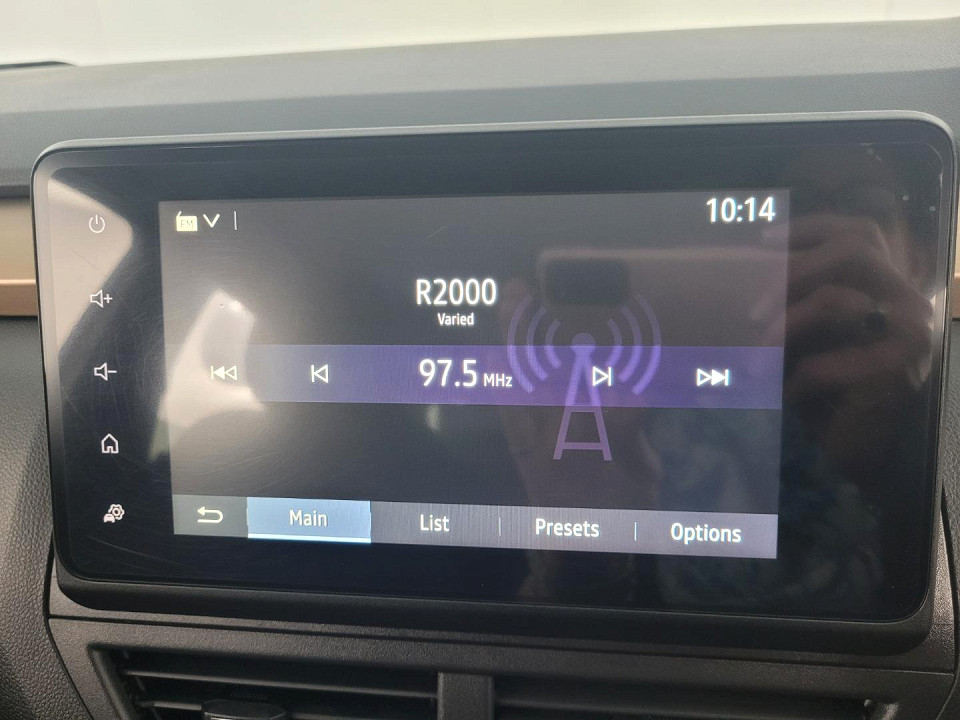 FM
10:14
R2000
Varied
97.5 MHz
Main List Presets Options